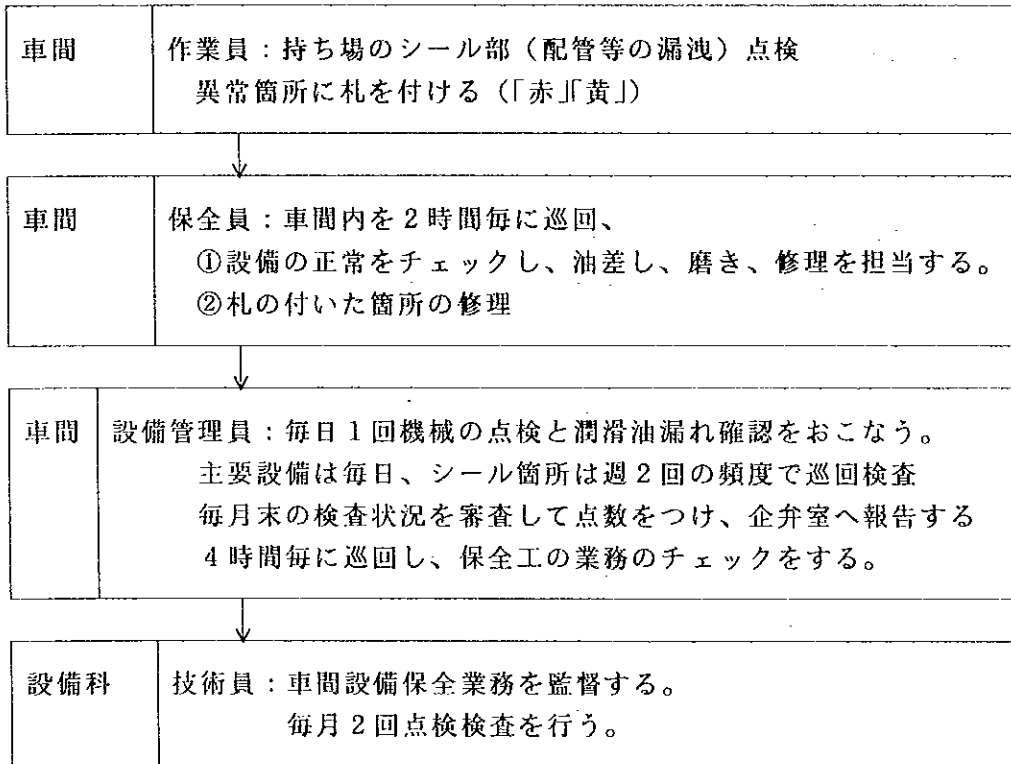 車間 作業員：持ち場のシール部（配管等の漏洩）点検
異常箇所に札を付ける（「赤」「黄」）
車間 保全員：車間内を2時間毎に巡回、
①設備の正常をチェックし、油差し、磨き、修理を担当する。
②札の付いた箇所の修理
車間 設備管理員：毎日1回機械の点検と潤滑油漏れ確認をおこなう。
主要設備は毎日、シール箇所は週2回の頻度で巡回検査
毎月末の検査状況を審査して点数をつけ、企弁室へ報告する
4時間毎に巡回し、保全工の業務のチェックをする。
設備科 技術員：車間設備保全業務を監督する。
毎月2回点検検査を行う。